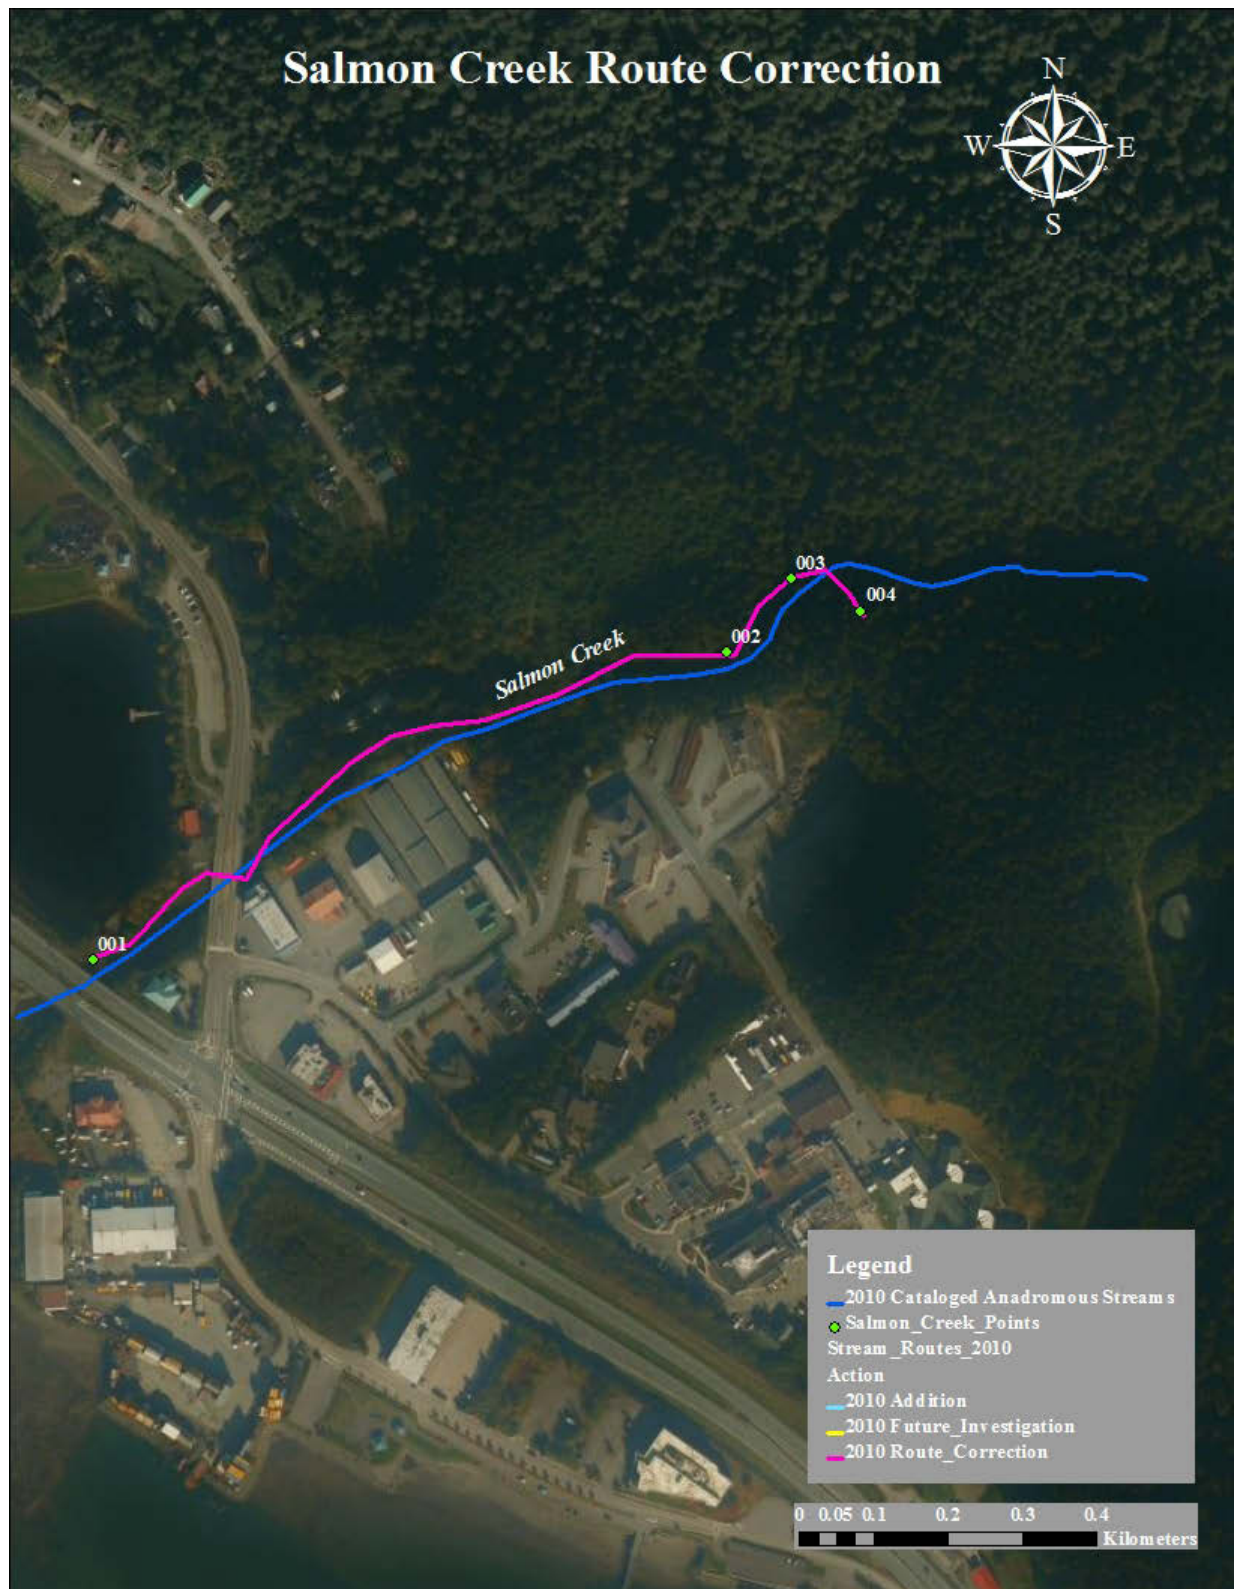 Salmon Creek Route Correction
N
W
E
S
003
004
002
Salmon Creek
001
Legend
2010 Cataloged Anadromous Streams
Salmon_Creek_Points
Stream_Routes_2010
Action
2010 Addition
2010 Future_Investigation
2010 Route_Correction
0 0.05 0.1 0.2 0.3 0.4
Kilometers